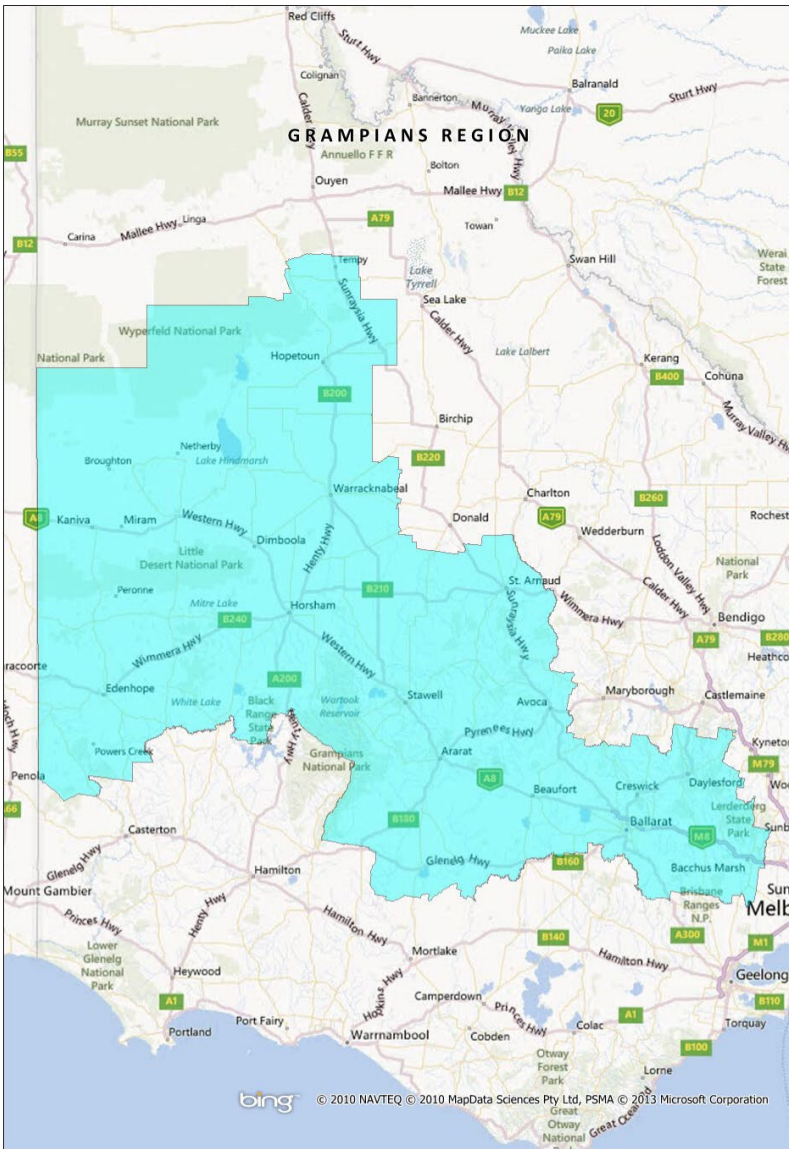 Red Cliffs
Muckee Lake
Paika Lake
Sturt Hwy
Colignan
Balranald
Sturt Hwy
Bannerton
Yanga Lake
20
Murray Sunset National Park
GRAMPIANS REGION
Annuello F F R
B55
Bolton
Ouyen
Mallee Hwy
B12
Linga
A79
Towan
Mallee Hwy
Carina
B12
Tempy
Swan Hill
Werai
State
Forest
Lake
Tyrrell
Sunraysia Hwy
Sea Lake
Calder Hwy
Wyperfeld National Park
National Park
Lake Lalbert
Hopetoun
Kerang
B400
Cohuna
B200
Murray Valley Hwy
Birchip
Netherby
Broughton
Lake Hindmarsh
B220
Warracknabeal
Charlton
B260
A8
Kaniva
Miram
Western Hwy
Donald
A79
Rochest
Wedderburn
Dimboola
Henty Hwy
Loddon Valley Hwy
Little
Desert National Park
National
Park
St. Arnaud
Calder Hwy
Peronne
B210
Mitre Lake
Wimmera Hwy
Horsham
B240
Sunraysia Hwy
Bendigo
A79
B280
Wimmera Hwy
Western Hwy
Heathco
aracoorte
A200
Edenhope
White Lake
Black
Range
State
Park
Wartook
Reservoir
Stawell
Avoca
Maryborough
Castlemaine
Henty Hwy
Pyrenees Hwy
Powers Creek
Grampians
National Park
Ararat
Kyneton
M79
Penola
A8
Beaufort
Creswick
Daylesford
Woo
66
Lerderderg
State
Park
B180
Ballarat
M8
Sunb
Casterton
Glenelg Hwy
B160
Bacchus Marsh
Glenelg Hwy
Hamilton
Mount Gambier
Brisbane
Ranges
N.P.
Sun
Melb
Princes Hwy
Henty Hwy
Hamilton Hwy
A300
B140
M1
Lower
Glenelg
National
Park
Mortlake
Hamilton Hwy
Heywood
Geelong
Hopkins Hwy
Camperdown
B110
A1
Princes Hwy
A1
Port Fairy
Colac
Torquay
Portland
Warrnambool
Cobden
B100
Otway
Forest
Park
Lorne
bing
© 2010 NAVTEQ © 2010 MapData Sciences Pty Ltd, PSMA © 2013 Microsoft Corporation
Great
Otway
National